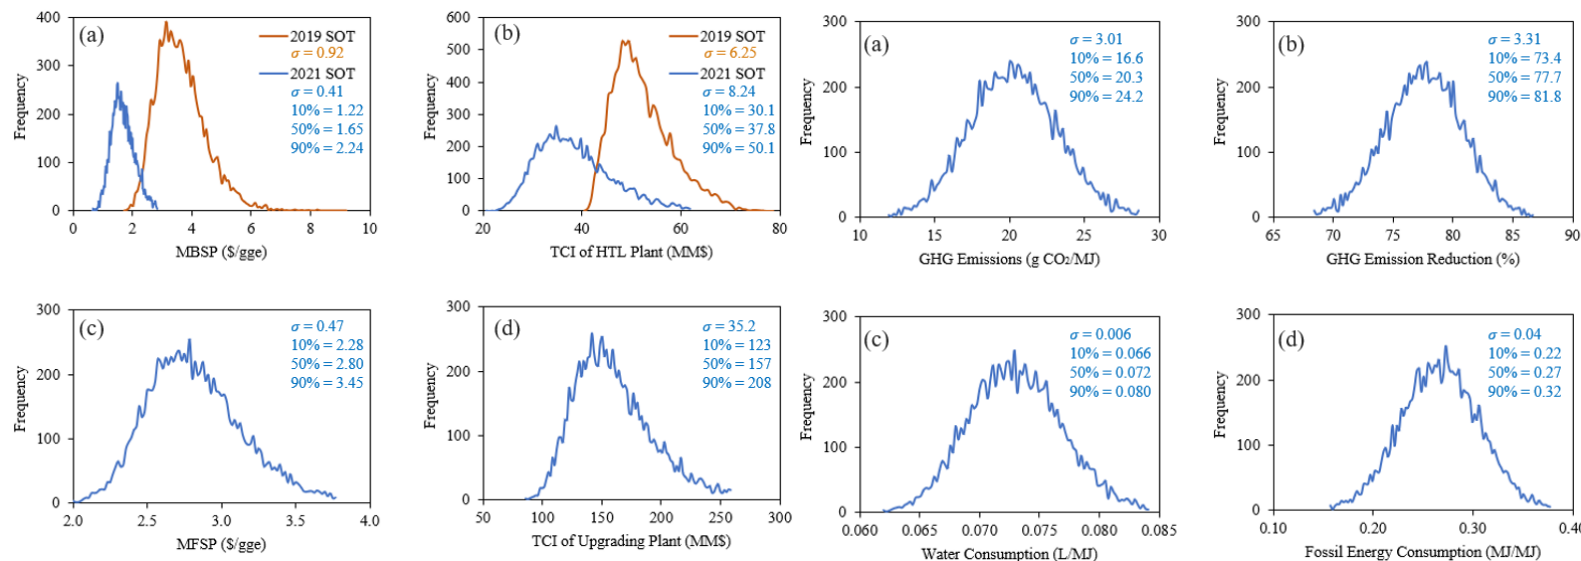 (a)
2019 SOT
σ = 0.92
2021 SOT
σ = 0.41
10% = 1.22
50% = 1.65
90% = 2.24
400
300
200
100
0
0 2 4 6 8 10
Frequency
MBSP ($/gge)
(b)
2019 SOT
σ = 6.25
2021 SOT
σ = 8.24
10% = 30.1
50% = 37.8
90% = 50.1
600
500
400
300
200
100
0
20 40 60 80
Frequency
TCI of HTL Plant (MM$)
(a)
σ = 3.01
10% = 16.6
50% = 20.3
90% = 24.2
300
200
100
0
10 15 20 25 30
Frequency
GHG Emissions (g CO₂/MJ)
(b)
σ = 3.31
10% = 73.4
50% = 77.7
90% = 81.8
300
200
100
0
65 70 75 80 85 90
Frequency
GHG Emission Reduction (%)
(c)
σ = 0.47
10% = 2.28
50% = 2.80
90% = 3.45
300
200
100
0
2.0 2.5 3.0 3.5 4.0
Frequency
MFSP ($/gge)
(d)
σ = 35.2
10% = 123
50% = 157
90% = 208
300
200
100
0
50 100 150 200 250 300
Frequency
TCI of Upgrading Plant (MM$)
(c)
σ = 0.006
10% = 0.066
50% = 0.072
90% = 0.080
300
200
100
0
0.060 0.065 0.070 0.075 0.080 0.085
Frequency
Water Consumption (L/MJ)
(d)
σ = 0.04
10% = 0.22
50% = 0.27
90% = 0.32
300
200
100
0
0.10 0.20 0.30 0.40
Frequency
Fossil Energy Consumption (MJ/MJ)